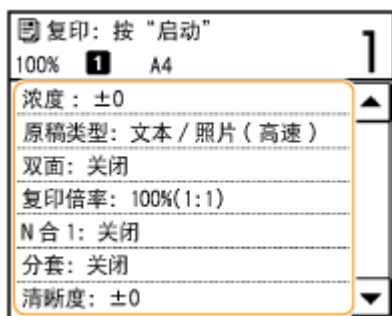 复印: 按 “启动”
100% 1 A4
1
浓度: ±0
原稿类型: 文本/照片(高速)
双面: 关闭
复印倍率: 100%(1:1)
N合1: 关闭
分套: 关闭
清晰度: ±0